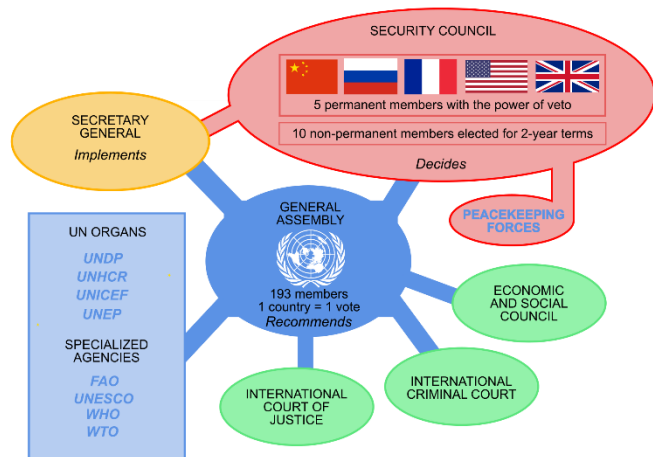 SECURITY COUNCIL
5 permanent members with the power of veto
10 non-permanent members elected for 2-year terms
Decides
SECRETARY
GENERAL
Implements
PEACEKEEPING
FORCES
GENERAL
ASSEMBLY
193 members
1 country = 1 vote
Recommends
UN ORGANS
UNDP
UNHCR
UNICEF
UNEP
SPECIALIZED
AGENCIES
FAO
UNESCO
WHO
WTO
ECONOMIC
AND SOCIAL
COUNCIL
INTERNATIONAL
CRIMINAL COURT
INTERNATIONAL
COURT OF
JUSTICE